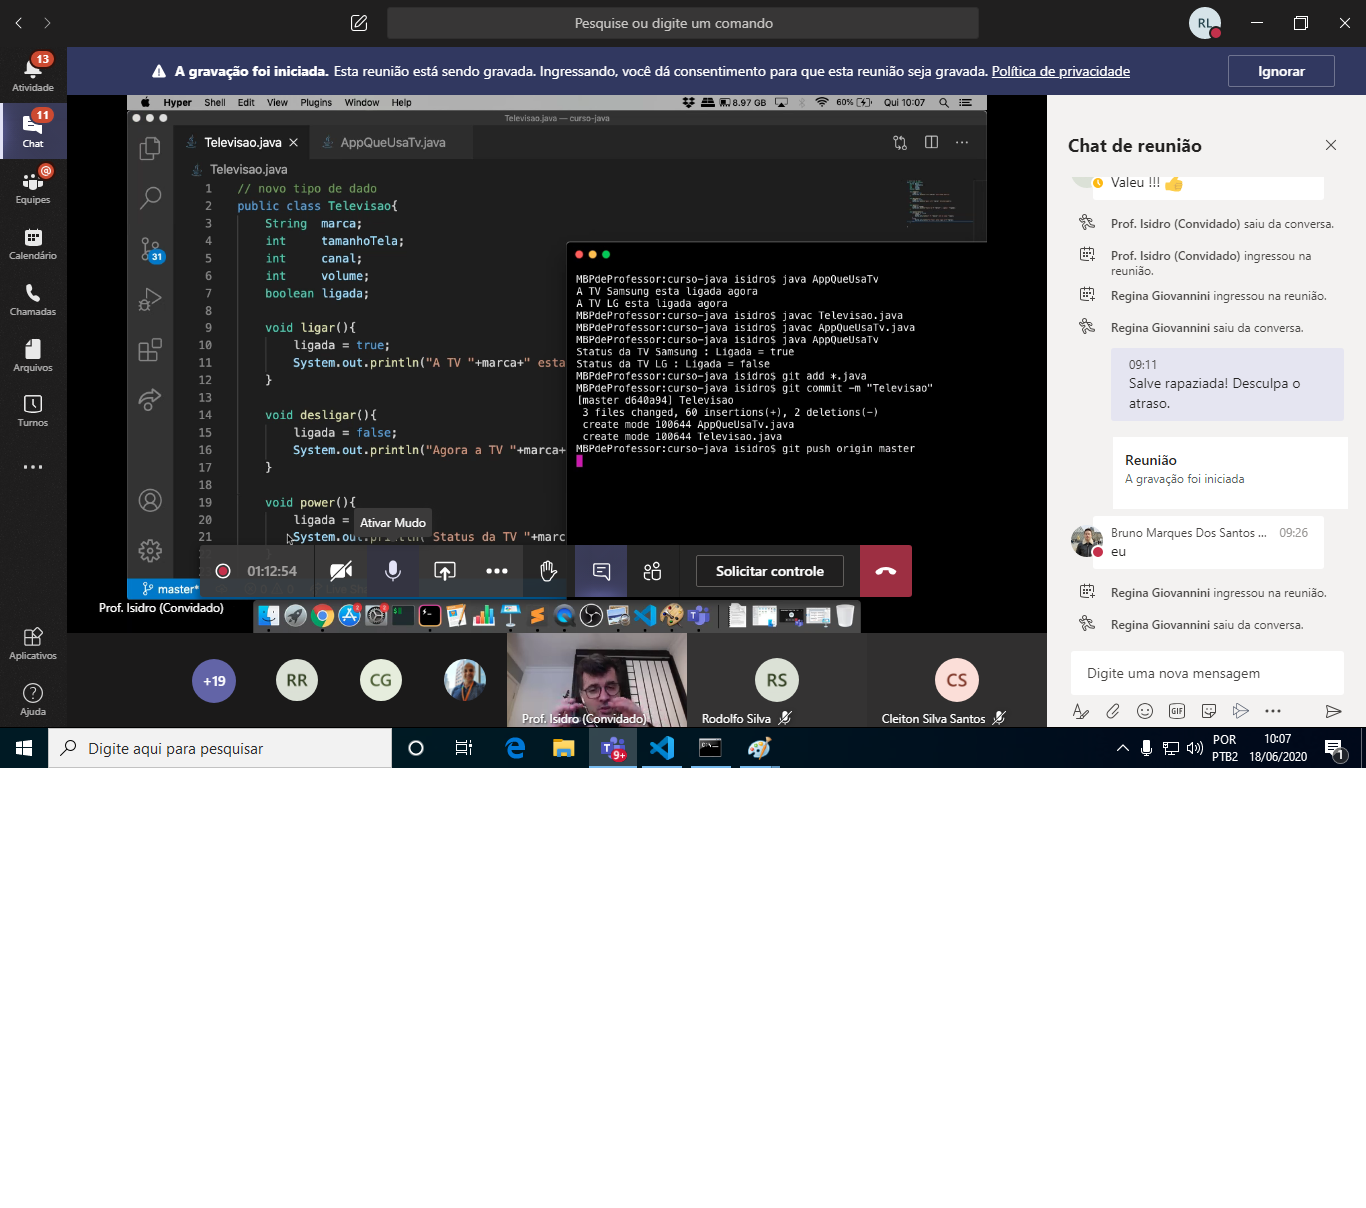 Pesquise ou digite um comando
RL
13
Atividade
11
Chat
Equipes
Calendário
Chamadas
Arquivos
Turnos
Aplicativos
Ajuda
A gravação foi iniciada. Esta reunião está sendo gravada. Ingressando, você dá consentimento para que esta reunião seja gravada. Política de privacidade
Ignorar
Hyper Shell Edit View Plugins Window Help
8.97 GB 60% Qui 10:07
Televisao.java — curso-java
Televisao.java
AppQueUsaTv.java
Televisao.java
31
1 // novo tipo de dado
2 public class Televisao{
3 String marca;
4 int tamanhoTela;
5 int canal;
6 int volume;
7 boolean ligada;
8
9 void ligar(){
10 ligada = true;
11 System.out.println("A TV "+marca+" esta
12 }
13
14 void desligar(){
15 ligada = false;
16 System.out.println("Agora a TV "+marca+
17 }
18
19 void power(){
20 ligada =
21 System.out.println("Status da TV "+marc
master*
Ativar Mudo
MBPdeProfessor:curso-java isidro$ java AppQueUsaTv
A TV Samsung esta ligada agora
A TV LG esta ligada agora
MBPdeProfessor:curso-java isidro$ javac Televisao.java
MBPdeProfessor:curso-java isidro$ javac AppQueUsaTv.java
MBPdeProfessor:curso-java isidro$ java AppQueUsaTv
Status da TV Samsung : Ligada = true
Status da TV LG : Ligada = false
MBPdeProfessor:curso-java isidro$ git add *.java
MBPdeProfessor:curso-java isidro$ git commit -m "Televisao"
[master d640a94] Televisao
3 files changed, 60 insertions(+), 2 deletions(-)
create mode 100644 AppQueUsaTv.java
create mode 100644 Televisao.java
MBPdeProfessor:curso-java isidro$ git push origin master
01:12:54
Solicitar controle
Prof. Isidro (Convidado)
+19
RR
CG
Prof. Isidro (Convidado)
RS
Rodolfo Silva
CS
Cleiton Silva Santos
Chat de reunião
Valeu !!! 👍
Prof. Isidro (Convidado) saiu da conversa.
Prof. Isidro (Convidado) ingressou na
reunião.
Regina Giovannini ingressou na reunião.
Regina Giovannini saiu da conversa.
09:11
Salve rapaziada! Desculpa o
atraso.
Reunião
A gravação foi iniciada
Bruno Marques Dos Santos ... 09:26
eu
Regina Giovannini ingressou na reunião.
Regina Giovannini saiu da conversa.
Digite uma nova mensagem
GIF
Digite aqui para pesquisar
9+
POR
PTB2
10:07
18/06/2020
1